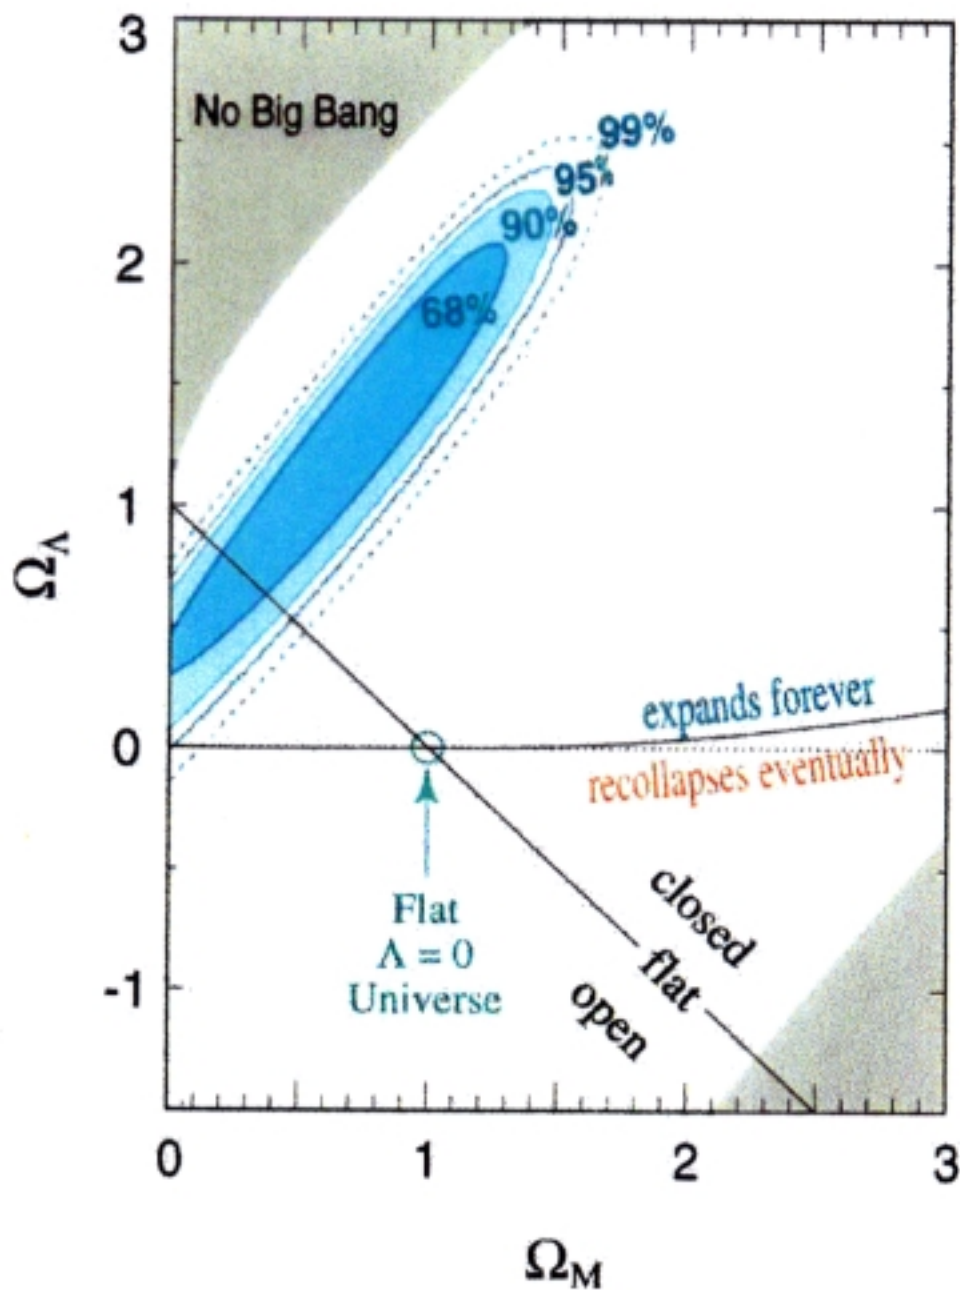 3
No Big Bang
99%
95%
90%
2
68%
1
Ω_Λ
expands forever
0
recollapses eventually
closed
Flat
Λ = 0
flat
Universe
-1
open
0
1
2
3
Ω_M